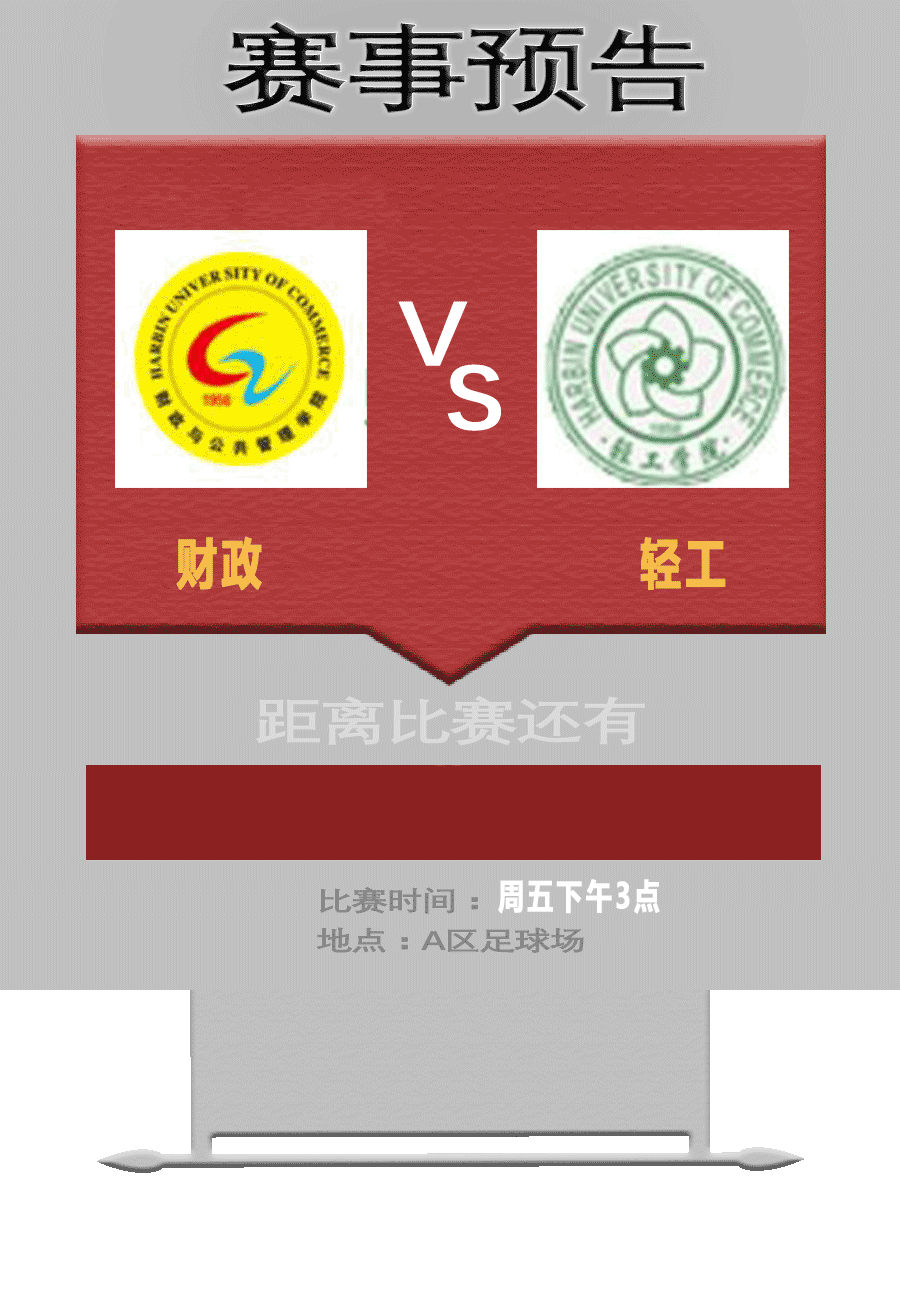 赛事预告
HARBIN UNIVERSITY OF COMMERCE
1956
财政与公共管理学院
VS
HARBIN UNIVERSITY OF COMMERCE
·轻工学院·
财政
轻工
距离比赛还有
比赛时间：周五下午3点
地点：A区足球场